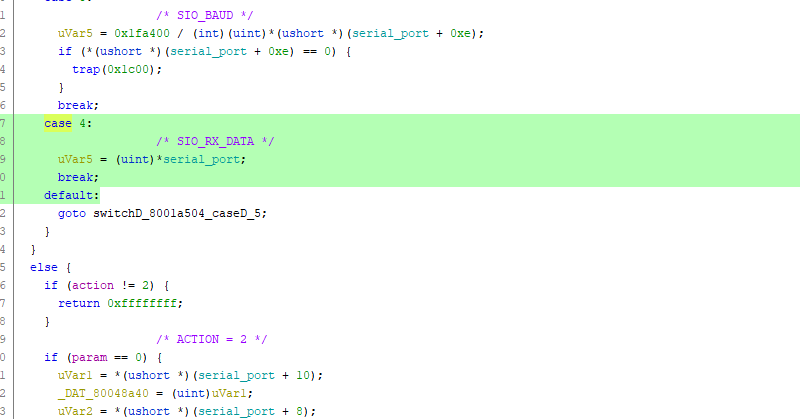 1 /* SIO_BAUD */
2 uVar5 = 0x1fa400 / (int)(uint)*(ushort *)(serial_port + 0xe);
3 if (*(ushort *)(serial_port + 0xe) == 0) {
4 trap(0x1c00);
5 }
6 break;
7 case 4:
8 /* SIO_RX_DATA */
9 uVar5 = (uint)*serial_port;
0 break;
1 default:
2 goto switchD_8001a504_caseD_5;
3 }
4 }
5 else {
6 if (action != 2) {
7 return 0xffffffff;
8 }
9 /* ACTION = 2 */
0 if (param == 0) {
1 uVar1 = *(ushort *)(serial_port + 10);
2 _DAT_80048a40 = (uint)uVar1;
3 uVar2 = *(ushort *)(serial_port + 8);